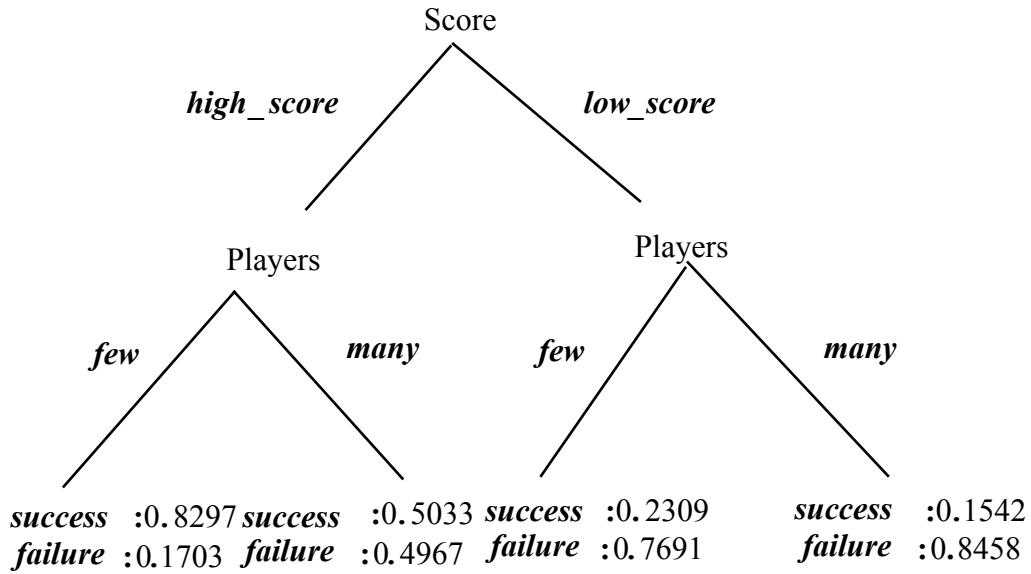 Score
high_score
low_score
Players
Players
few
many
few
many
success :0.8297
failure :0.1703
success :0.5033
failure :0.4967
success :0.2309
failure :0.7691
success :0.1542
failure :0.8458